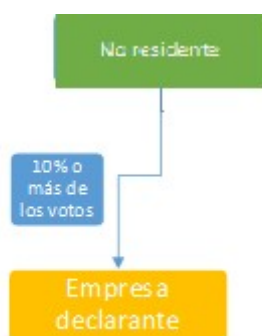 No residente
10% o
más de
los votos
Empresa
declarante